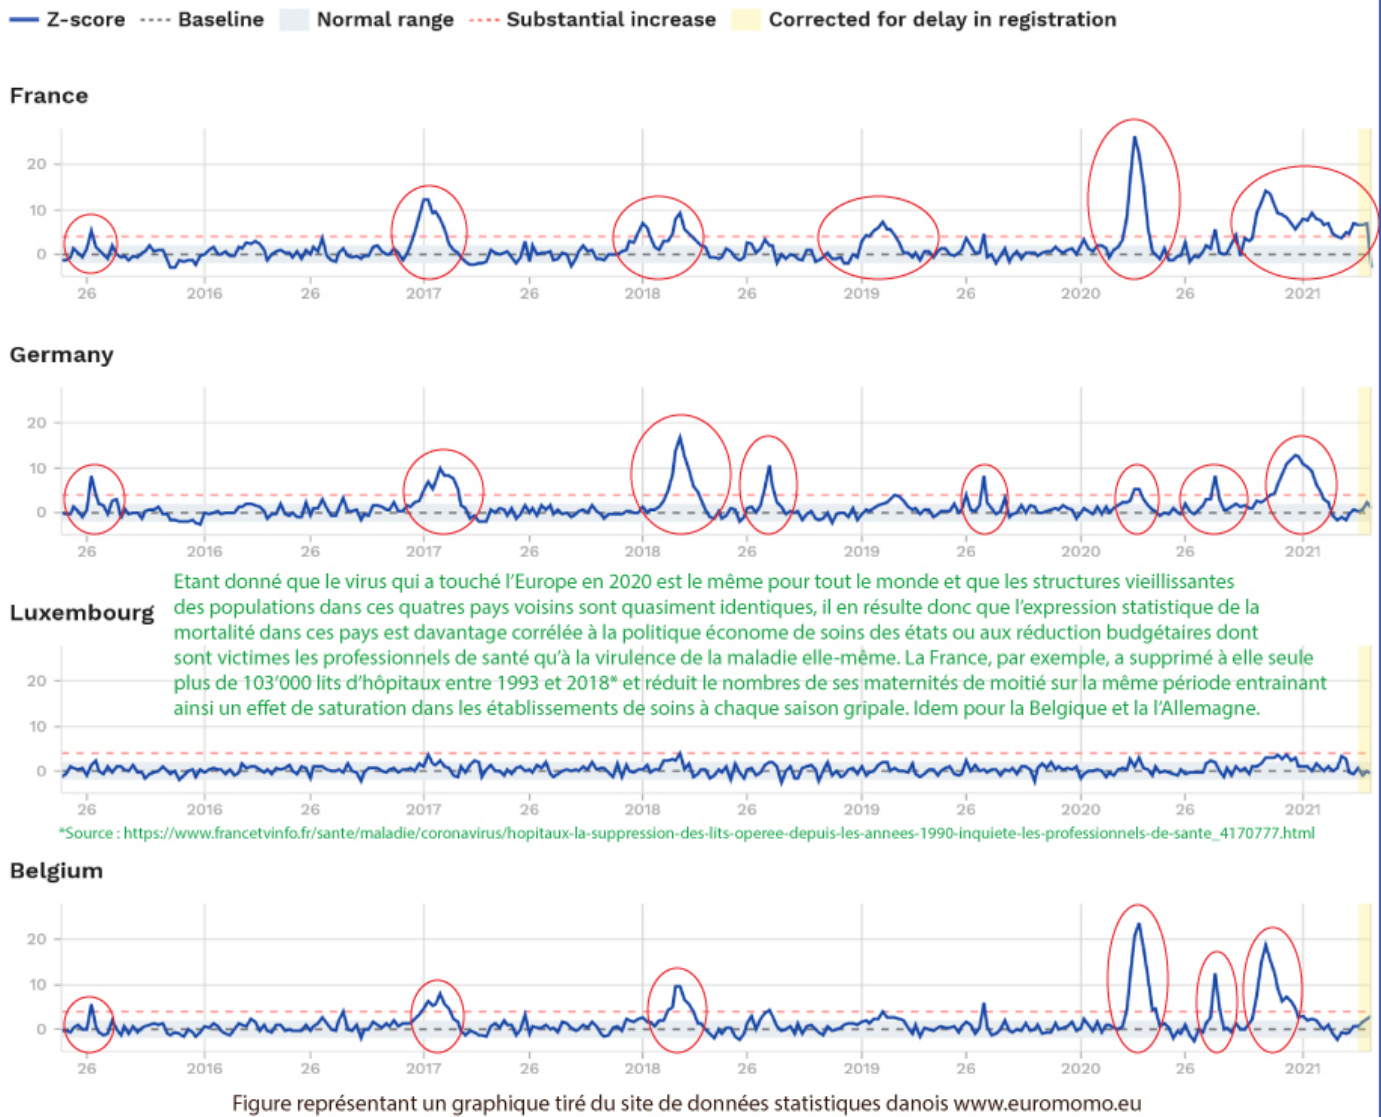 Z-score Baseline Normal range Substantial increase Corrected for delay in registration
France
20
10
0
26 2016 26 2017 26 2018 26 2019 26 2020 26 2021
Germany
20
10
0
26 2016 26 2017 26 2018 26 2019 26 2020 26 2021
Etant donné que le virus qui a touché l’Europe en 2020 est le même pour tout le monde et que les structures vieillissantes
des populations dans ces quatres pays voisins sont quasiment identiques, il en résulte donc que l’expression statistique de la
Luxembourg
mortalité dans ces pays est davantage corrélée à la politique économe de soins des états ou aux réduction budgétaires dont
sont victimes les professionnels de santé qu’à la virulence de la maladie elle-même. La France, par exemple, a supprimé à elle seule
plus de 103’000 lits d’hôpitaux entre 1993 et 2018* et réduit le nombres de ses maternités de moitié sur la même période entrainant
ainsi un effet de saturation dans les établissements de soins à chaque saison gripale. Idem pour la Belgique et la l’Allemagne.
20
10
0
26 2016 26 2017 26 2018 26 2019 26 2020 26 2021
*Source : https://www.francetvinfo.fr/sante/maladie/coronavirus/hopitaux-la-suppression-des-lits-operee-depuis-les-annees-1990-inquiete-les-professionnels-de-sante_4170777.html
Belgium
20
10
0
26 2016 26 2017 26 2018 26 2019 26 2020 26 2021
Figure représentant un graphique tiré du site de données statistiques danois www.euromomo.eu